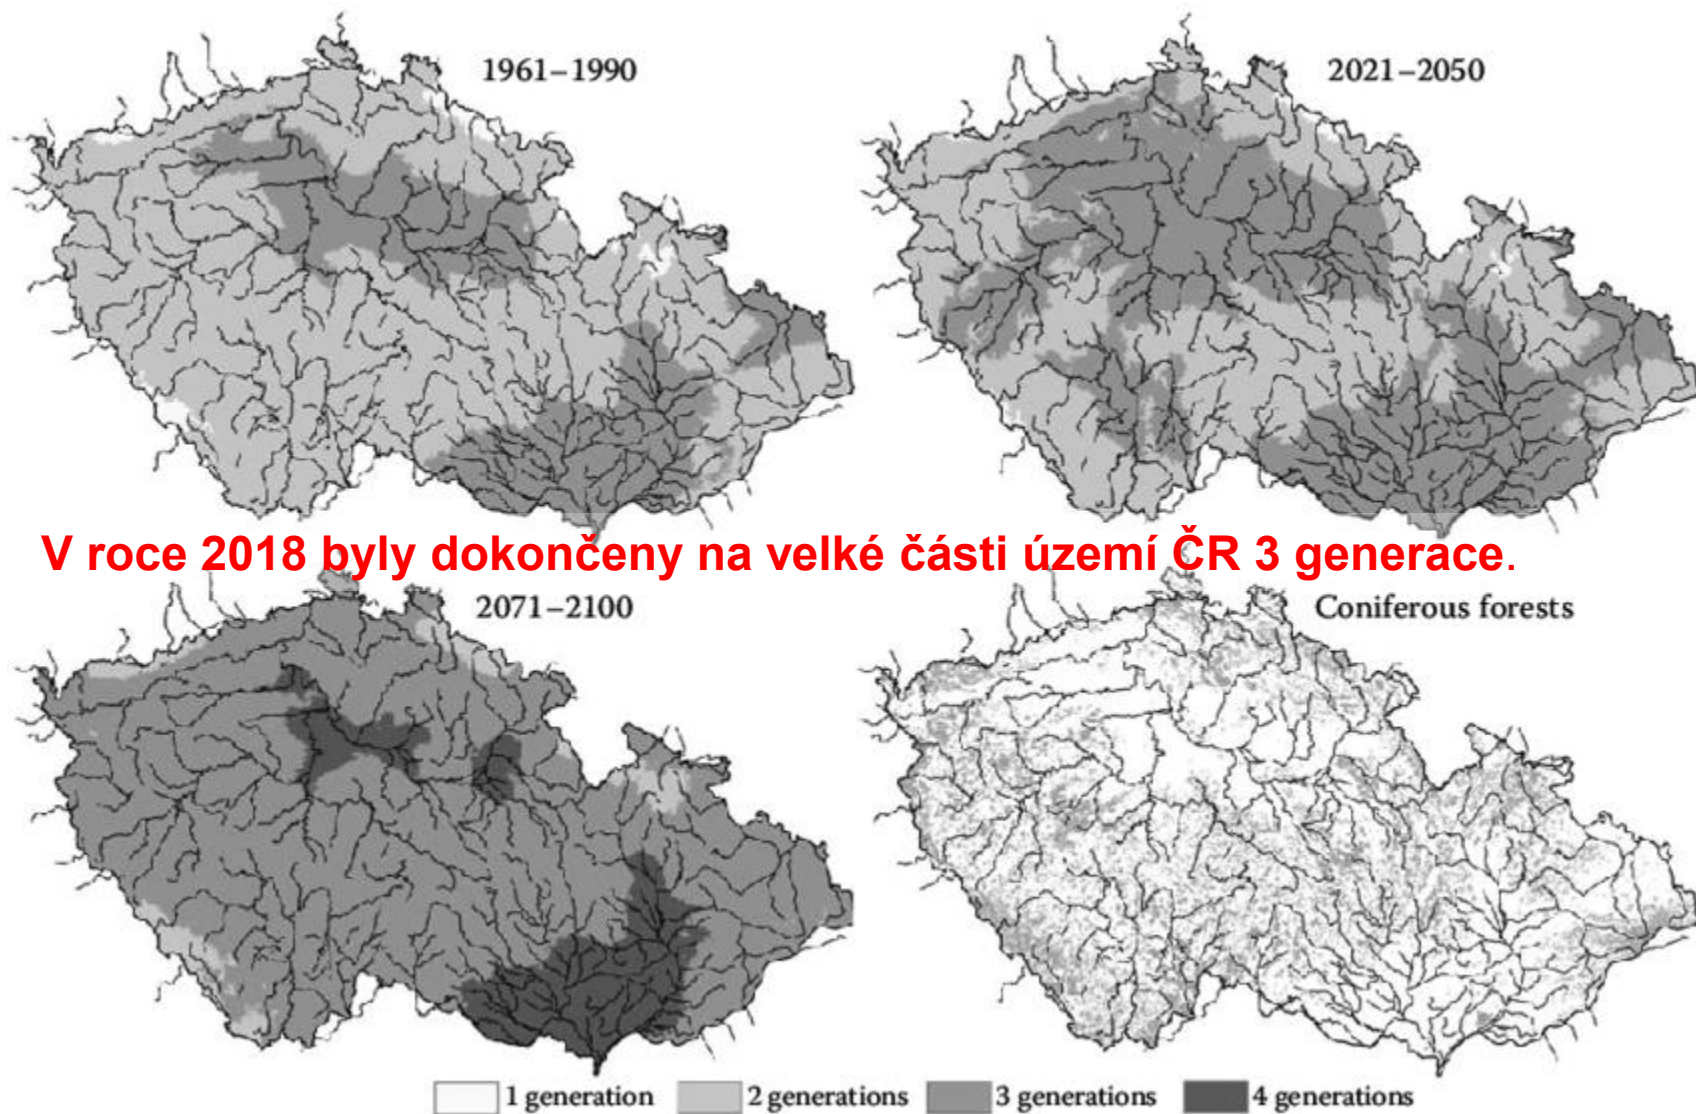 1961–1990
2021–2050
V roce 2018 byly dokončeny na velké části území ČR 3 generace.
2071–2100
Coniferous forests
1 generation
2 generations
3 generations
4 generations